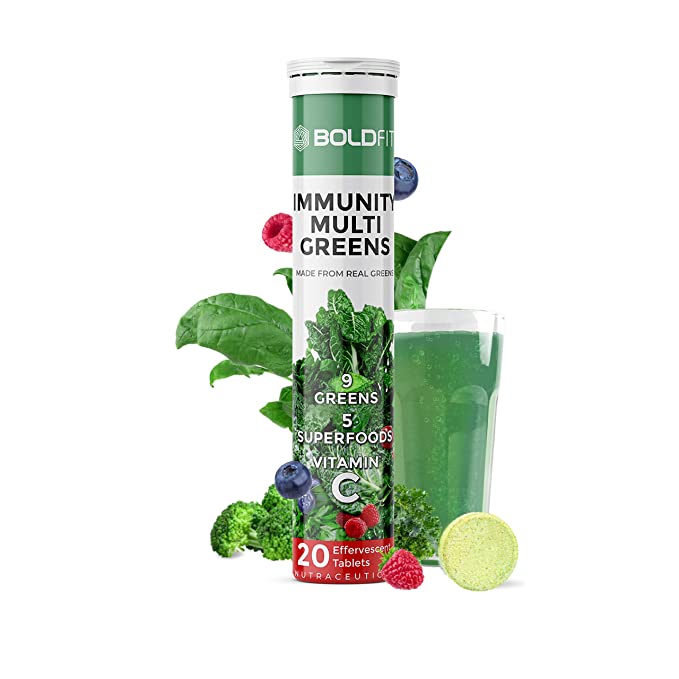 BOLDFIT
IMMUNITY
MULTI
GREENS
MADE FROM REAL GREENS
9
GREENS
5
SUPERFOODS
VITAMIN
C
20 Effervescent
Tablets
NUTRACEUTIC